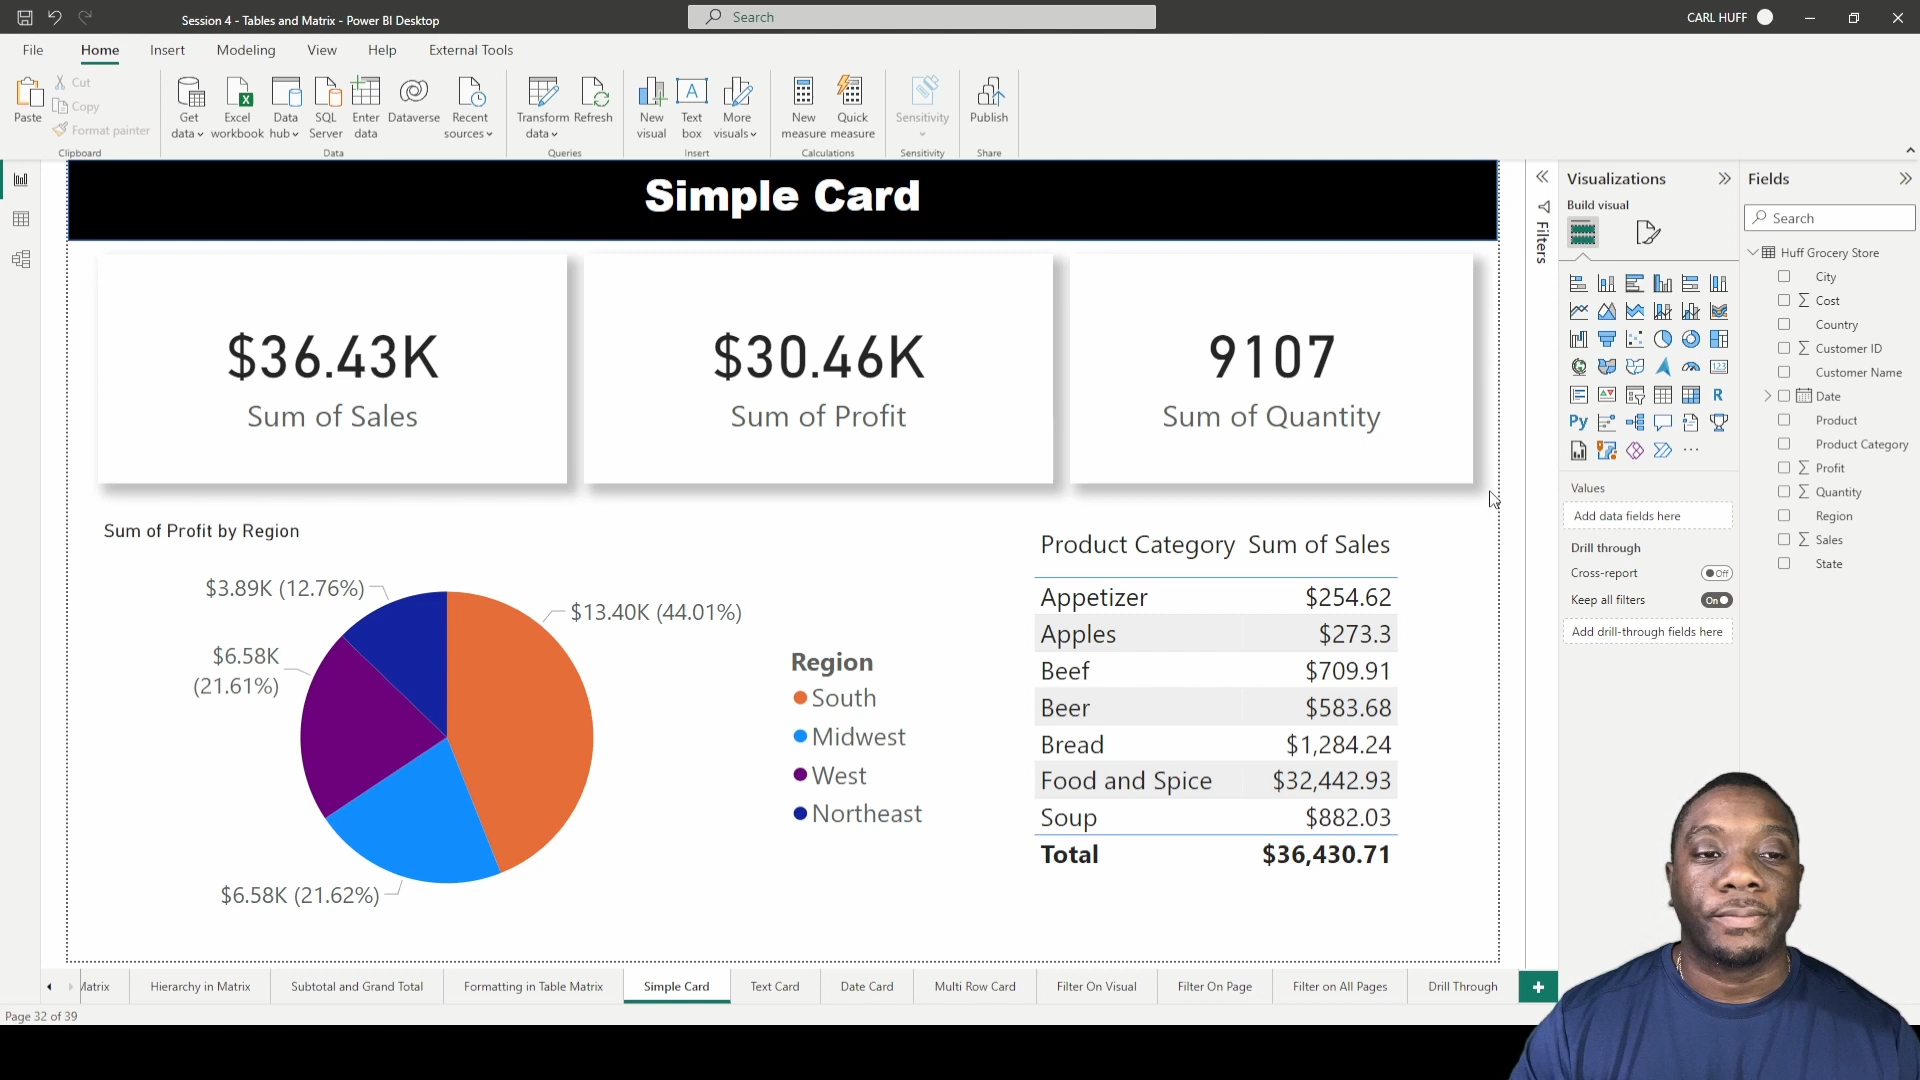 Session 4 - Tables and Matrix - Power BI Desktop
Search
CARL HUFF
File Home Insert Modeling View Help External Tools
Paste
Cut
Copy
Format painter
Clipboard
Get data
Excel workbook
Data hub
SQL Server
Enter data
Dataverse
Recent sources
Data
Transform data
Refresh
Queries
New visual
Text box
More visuals
Insert
New measure
Quick measure
Calculations
Sensitivity
Sensitivity
Publish
Share
Simple Card
$36.43K
Sum of Sales
$30.46K
Sum of Profit
9107
Sum of Quantity
Sum of Profit by Region
$3.89K (12.76%)
$13.40K (44.01%)
$6.58K
(21.61%)
$6.58K (21.62%)
Region
South
Midwest
West
Northeast
Product Category Sum of Sales
Appetizer $254.62
Apples $273.3
Beef $709.91
Beer $583.68
Bread $1,284.24
Food and Spice $32,442.93
Soup $882.03
Total $36,430.71
Filters
Visualizations
Build visual
123
R
Py
Values
Add data fields here
Drill through
Cross-report Off
Keep all filters On
Add drill-through fields here
Fields
Search
Huff Grocery Store
City
Cost
Country
Customer ID
Customer Name
Date
Product
Product Category
Profit
Quantity
Region
Sales
State
Matrix Hierarchy in Matrix Subtotal and Grand Total Formatting in Table Matrix Simple Card Text Card Date Card Multi Row Card Filter On Visual Filter On Page Filter on All Pages Drill Through
Page 32 of 39